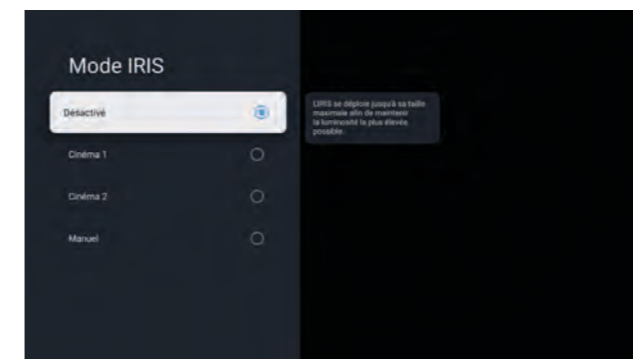 Mode IRIS
Désactivé
L'IRIS se déploie jusqu'à sa taille
maximale afin de maintenir
la luminosité la plus élevée
possible.
Cinéma 1
Cinéma 2
Manuel